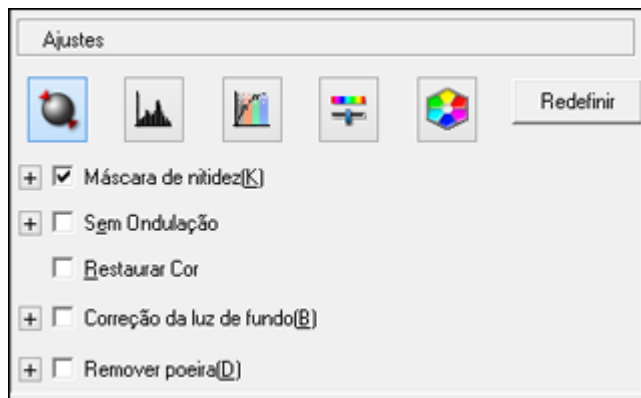 Ajustes
Redefinir
Máscara de nitidez(K)
Sem Ondulação
Restaurar Cor
Correção da luz de fundo(B)
Remover poeira(D)